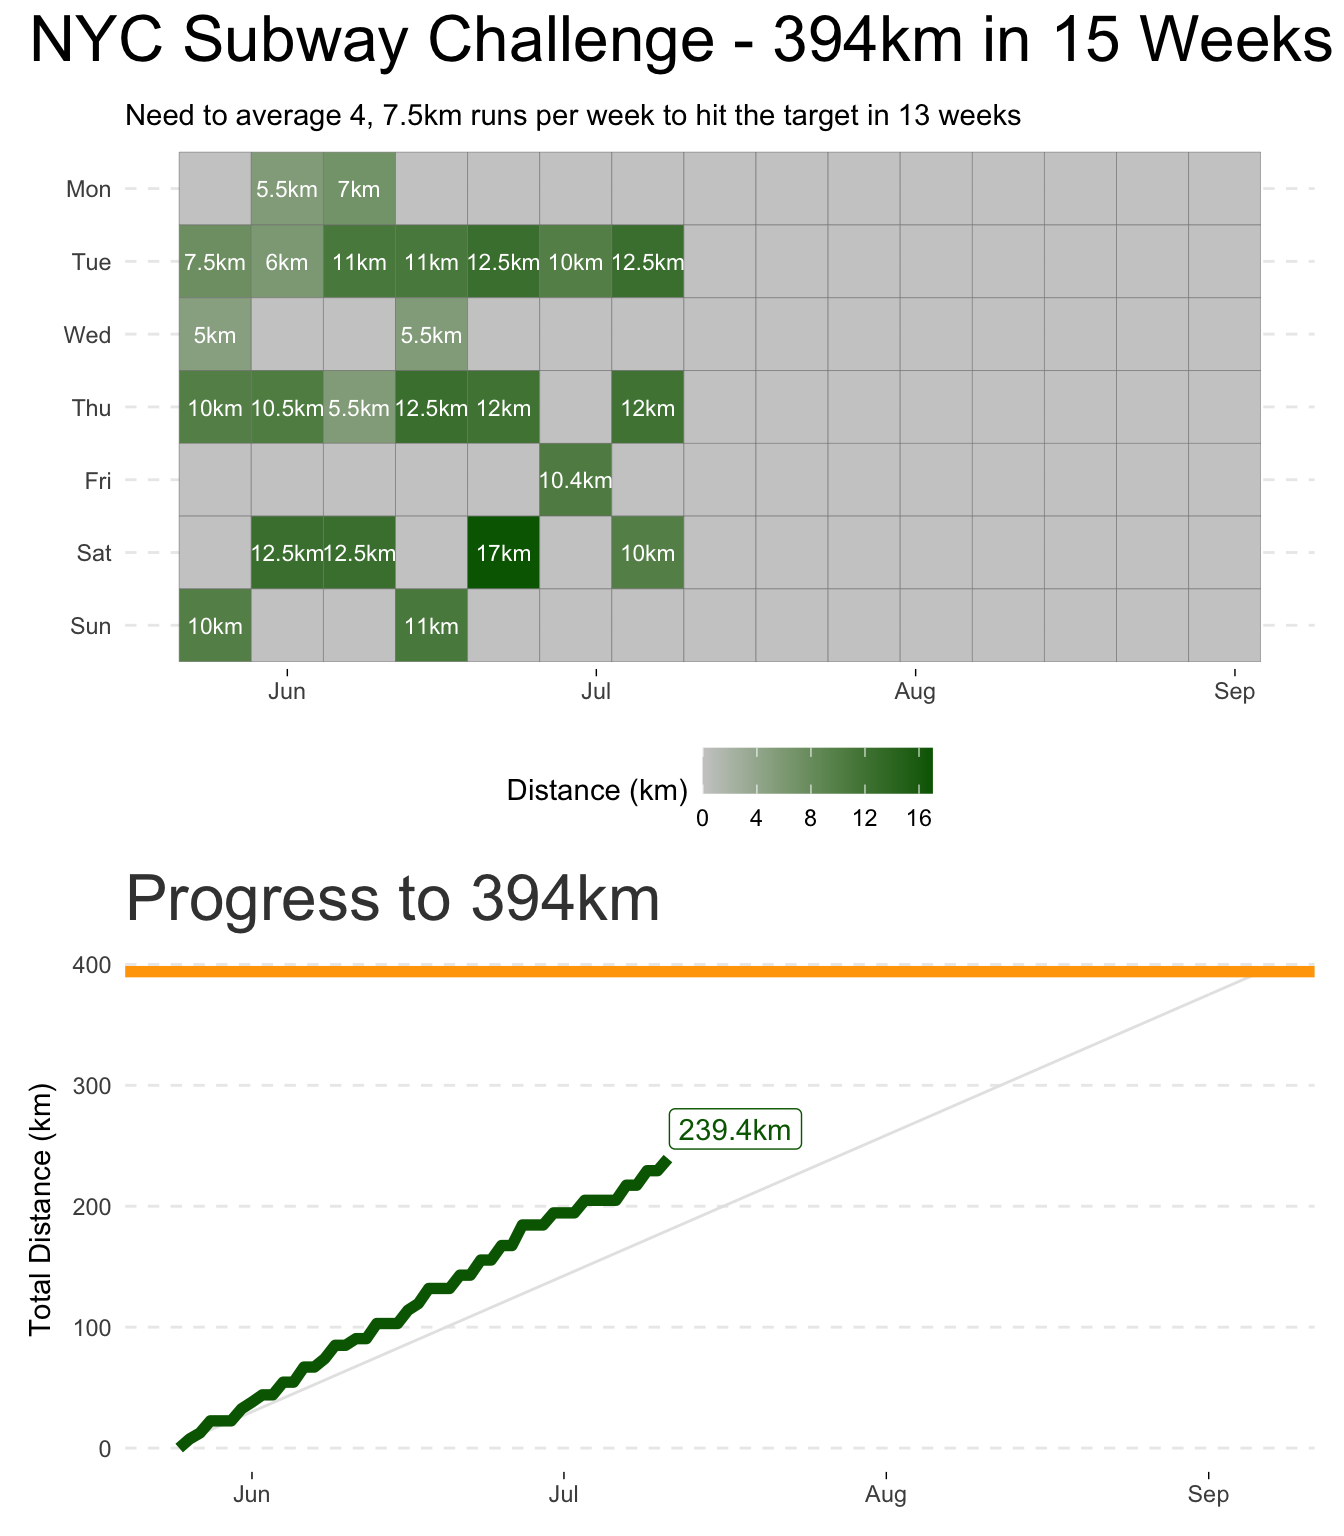 NYC Subway Challenge - 394km in 15 Weeks
Need to average 4, 7.5km runs per week to hit the target in 13 weeks
Mon 5.5km 7km
Tue 7.5km 6km 11km 11km 12.5km 10km 12.5km
Wed 5km 5.5km
Thu 10km 10.5km 5.5km 12.5km 12km 12km
Fri 10.4km
Sat 12.5km 12.5km 17km 10km
Sun 10km 11km
Jun Jul Aug Sep
Distance (km)
0 4 8 12 16
Progress to 394km
Total Distance (km)
400
300
239.4km
200
100
0
Jun Jul Aug Sep